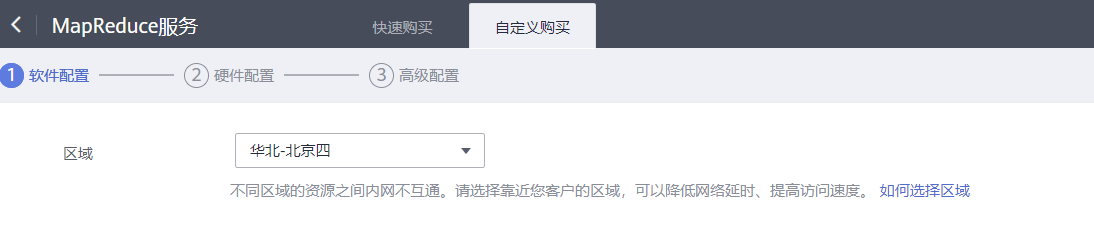 MapReduce服务 快速购买 自定义购买
1 软件配置 2 硬件配置 3 高级配置
区域 华北-北京四
不同区域的资源之间内网不互通。请选择靠近您客户的区域，可以降低网络延时、提高访问速度。 如何选择区域